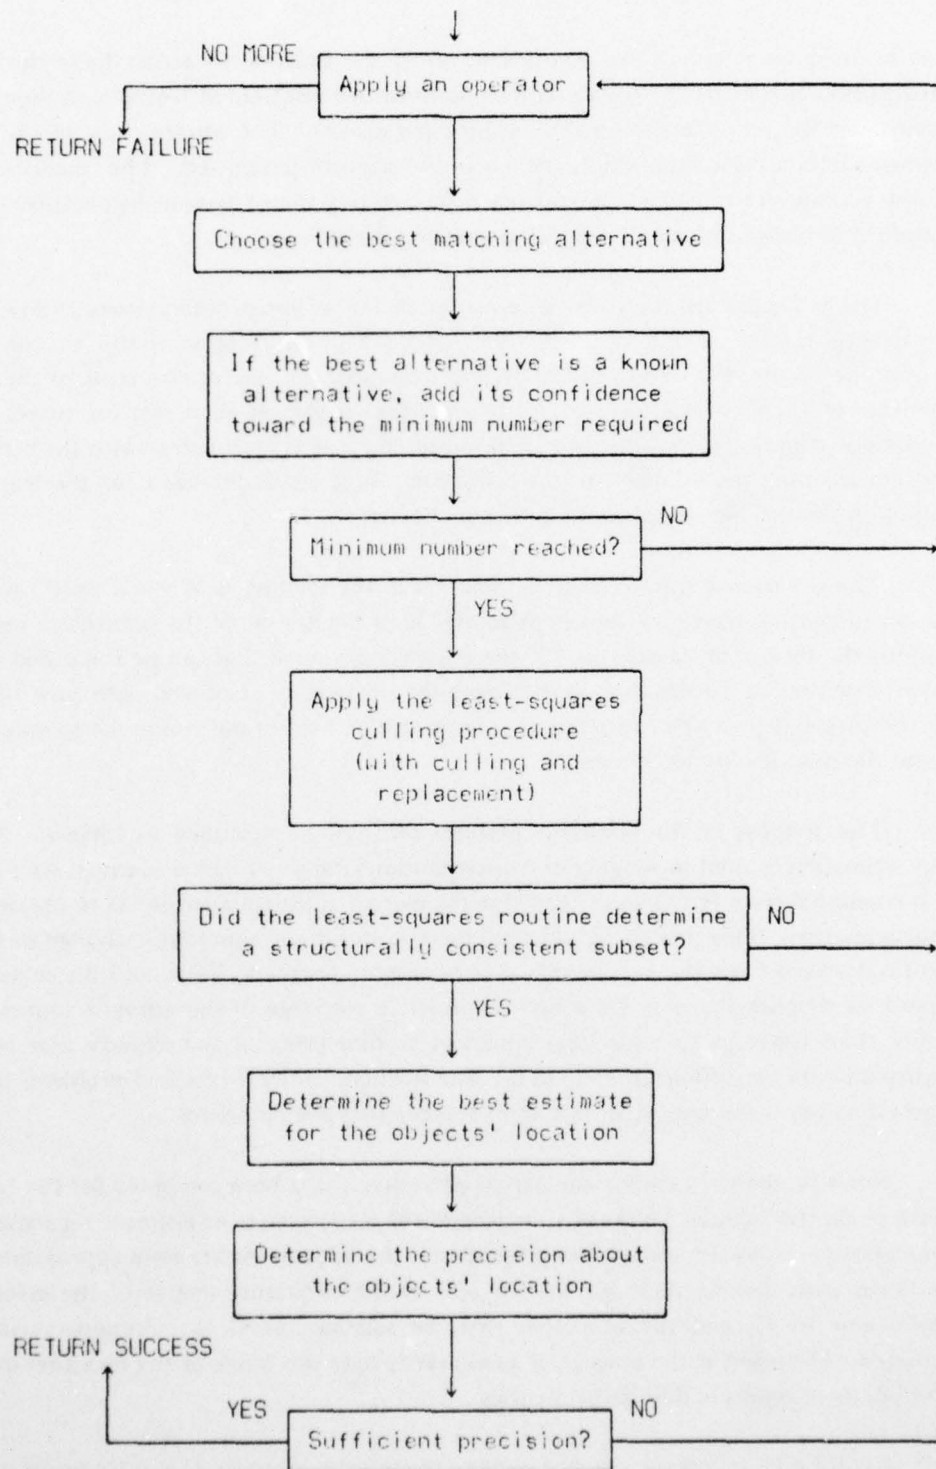 NO MORE
Apply an operator
RETURN FAILURE
Choose the best matching alternative
If the best alternative is a known
alternative, add its confidence
toward the minimum number required
NO
Minimum number reached?
YES
Apply the least-squares
culling procedure
(with culling and
replacement)
Did the least-squares routine determine
a structurally consistent subset?
NO
YES
Determine the best estimate
for the objects' location
Determine the precision about
the objects' location
RETURN SUCCESS
YES
NO
Sufficient precision?